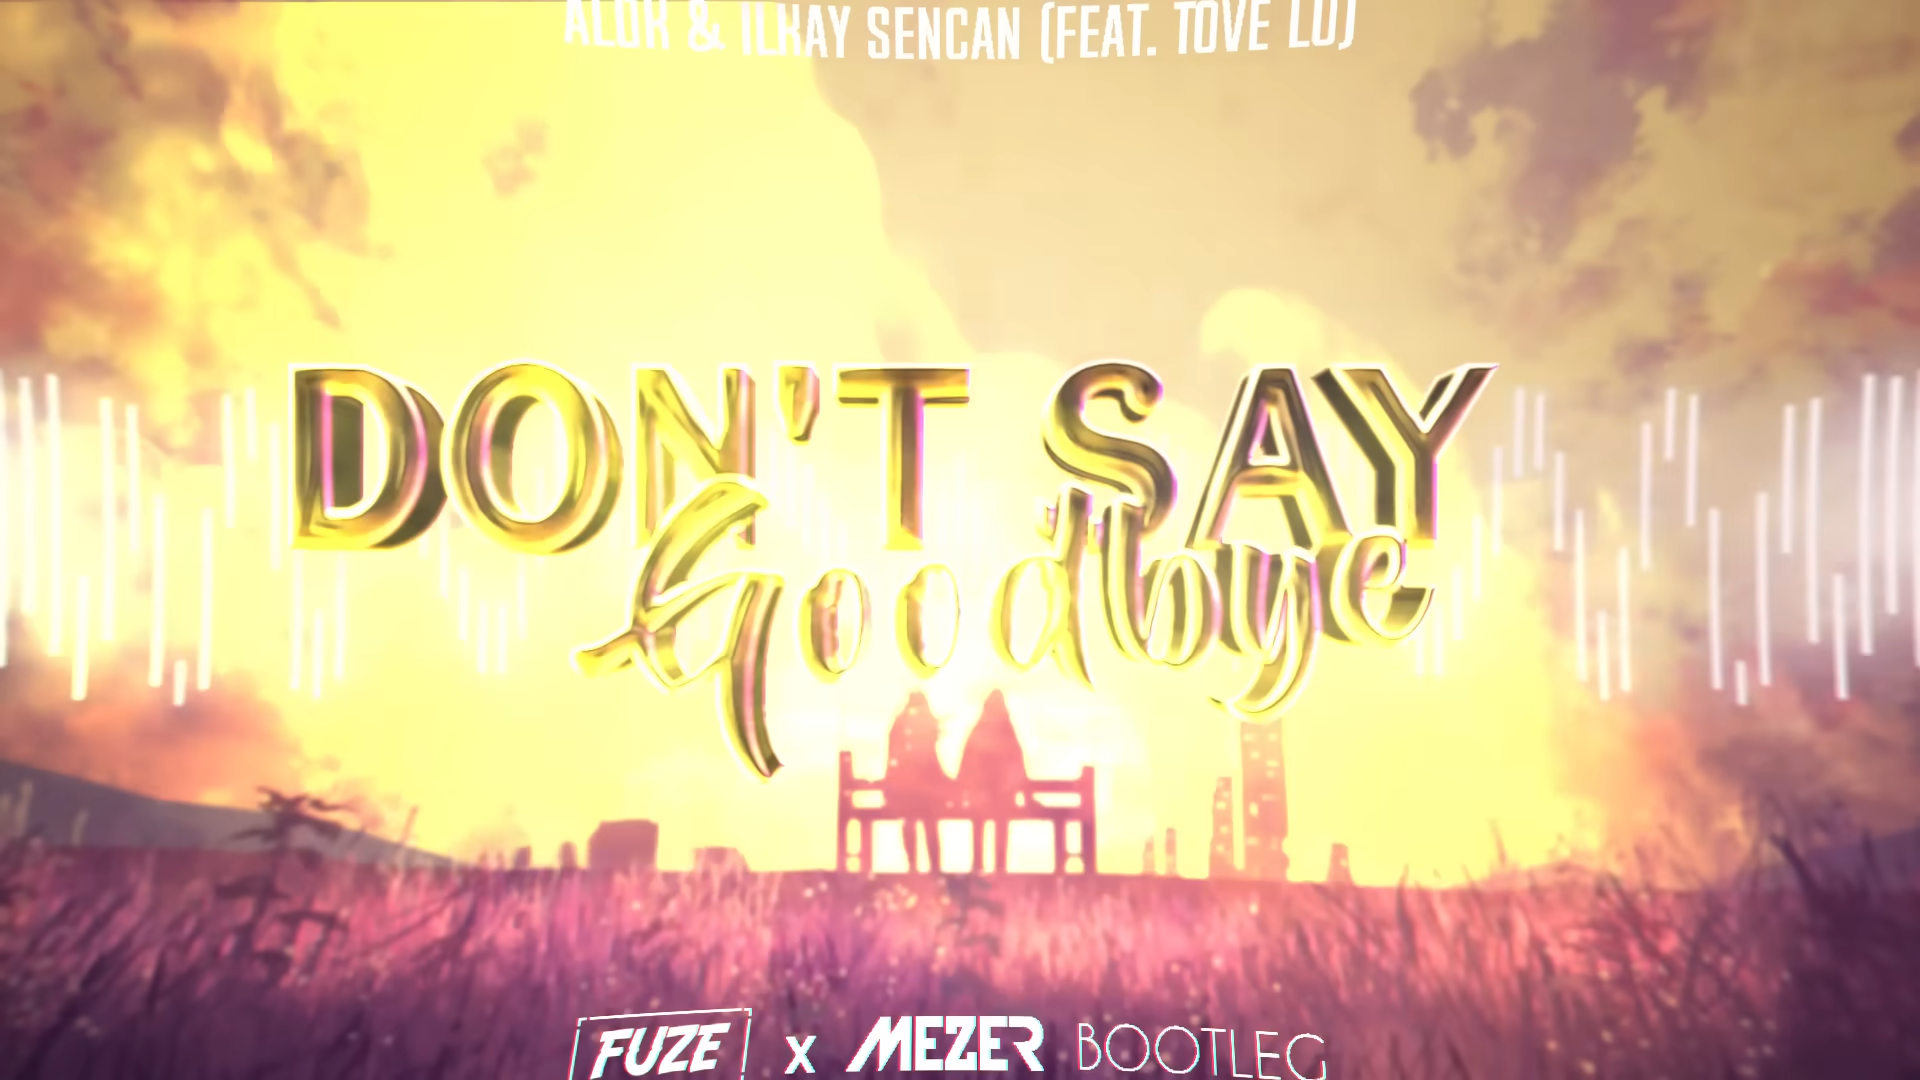 ALOK & ILKAY SENCAN (FEAT. TOVE LO)
DON'T SAY
Goodbye
FUZE x MEZER BOOTLEG